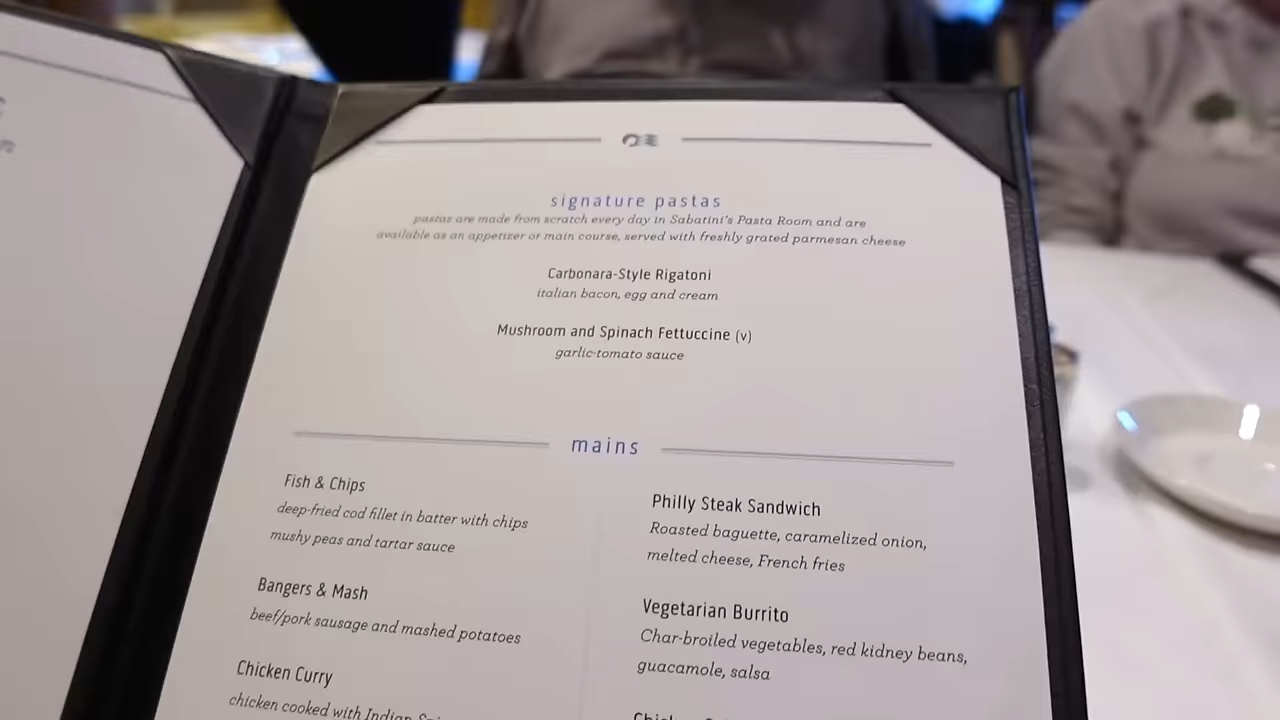 signature pastas
pastas are made from scratch every day in Sabatini's Pasta Room and are
available as an appetizer or main course, served with freshly grated parmesan cheese
Carbonara-Style Rigatoni
italian bacon, egg and cream
Mushroom and Spinach Fettuccine (v)
garlic-tomato sauce
mains
Fish & Chips
deep-fried cod fillet in batter with chips
mushy peas and tartar sauce
Bangers & Mash
beef/pork sausage and mashed potatoes
Chicken Curry
chicken cooked with Indian
Philly Steak Sandwich
Roasted baguette, caramelized onion,
melted cheese, French fries
Vegetarian Burrito
Char-broiled vegetables, red kidney beans,
guacamole, salsa